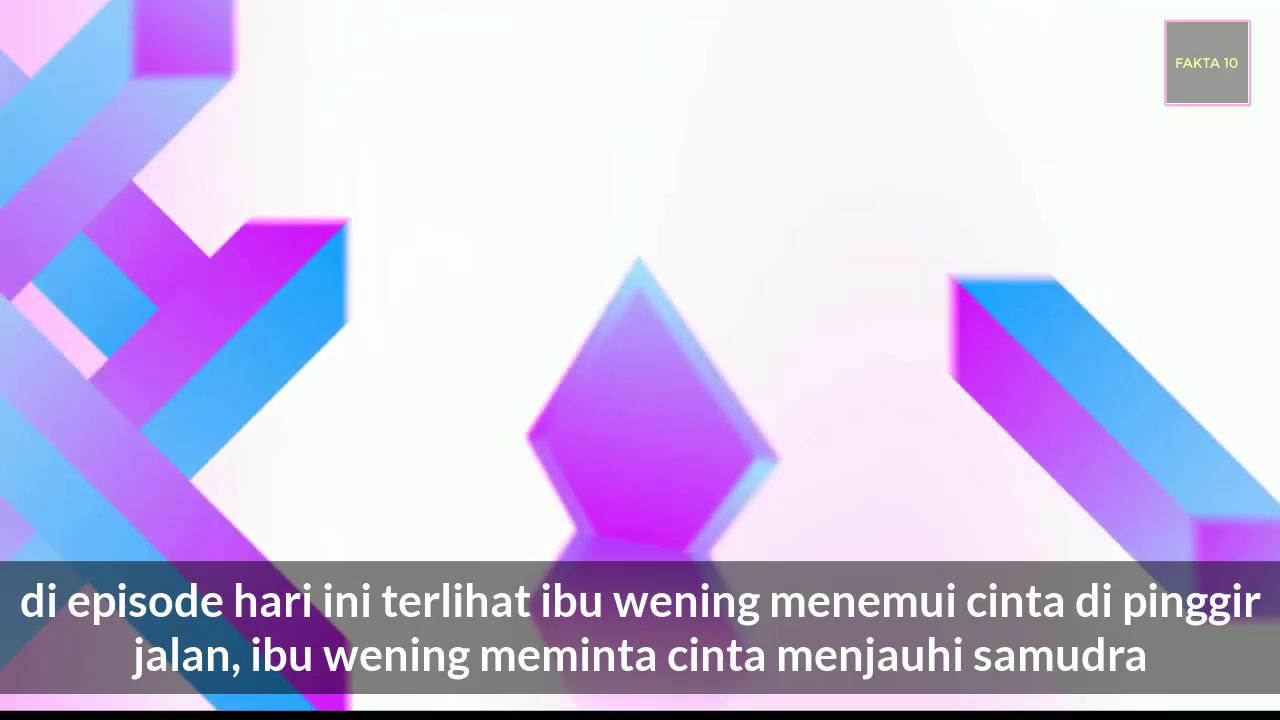 FAKTA 10
di episode hari ini terlihat ibu wening menemui cinta di pinggir
jalan, ibu wening meminta cinta menjauhi samudra